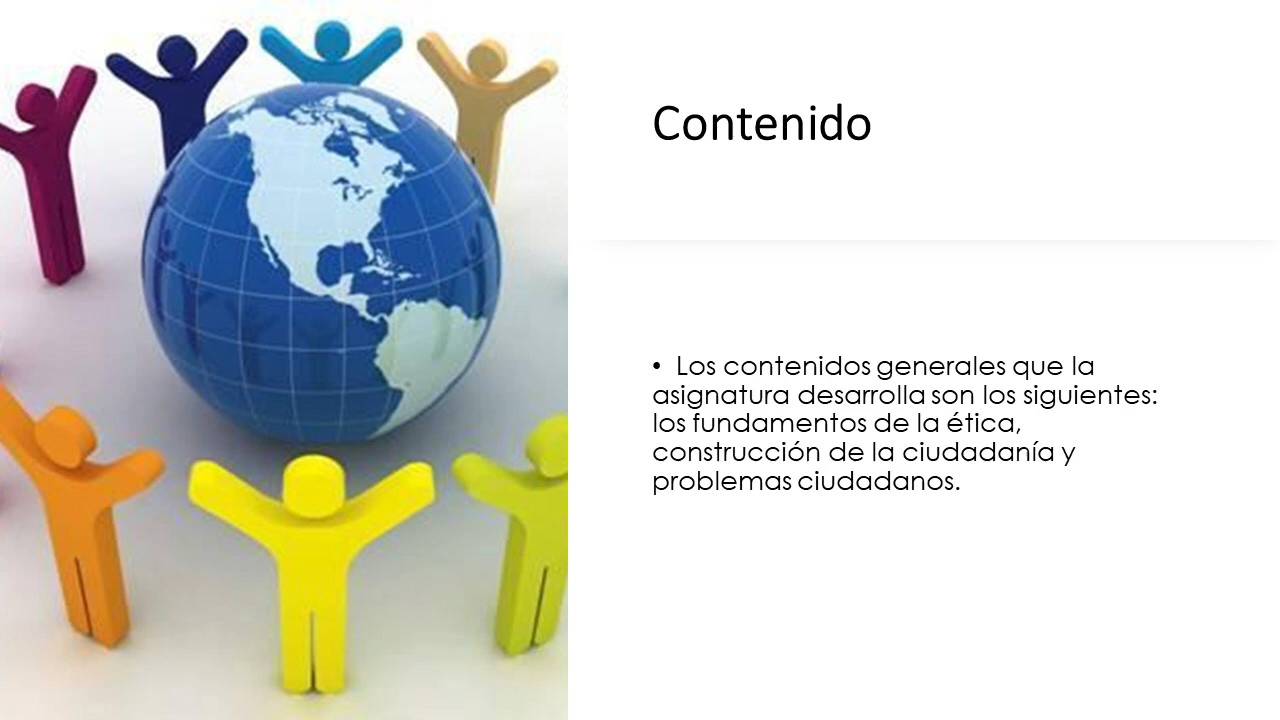 Contenido
• Los contenidos generales que la
asignatura desarrolla son los siguientes:
los fundamentos de la ética,
construcción de la ciudadanía y
problemas ciudadanos.